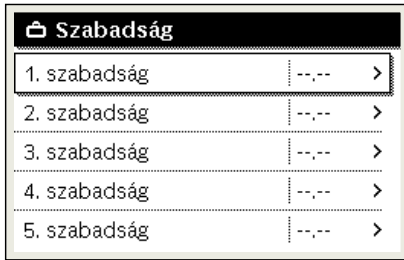 Szabadság
1. szabadság --.-- >
2. szabadság --.-- >
3. szabadság --.-- >
4. szabadság --.-- >
5. szabadság --.-- >